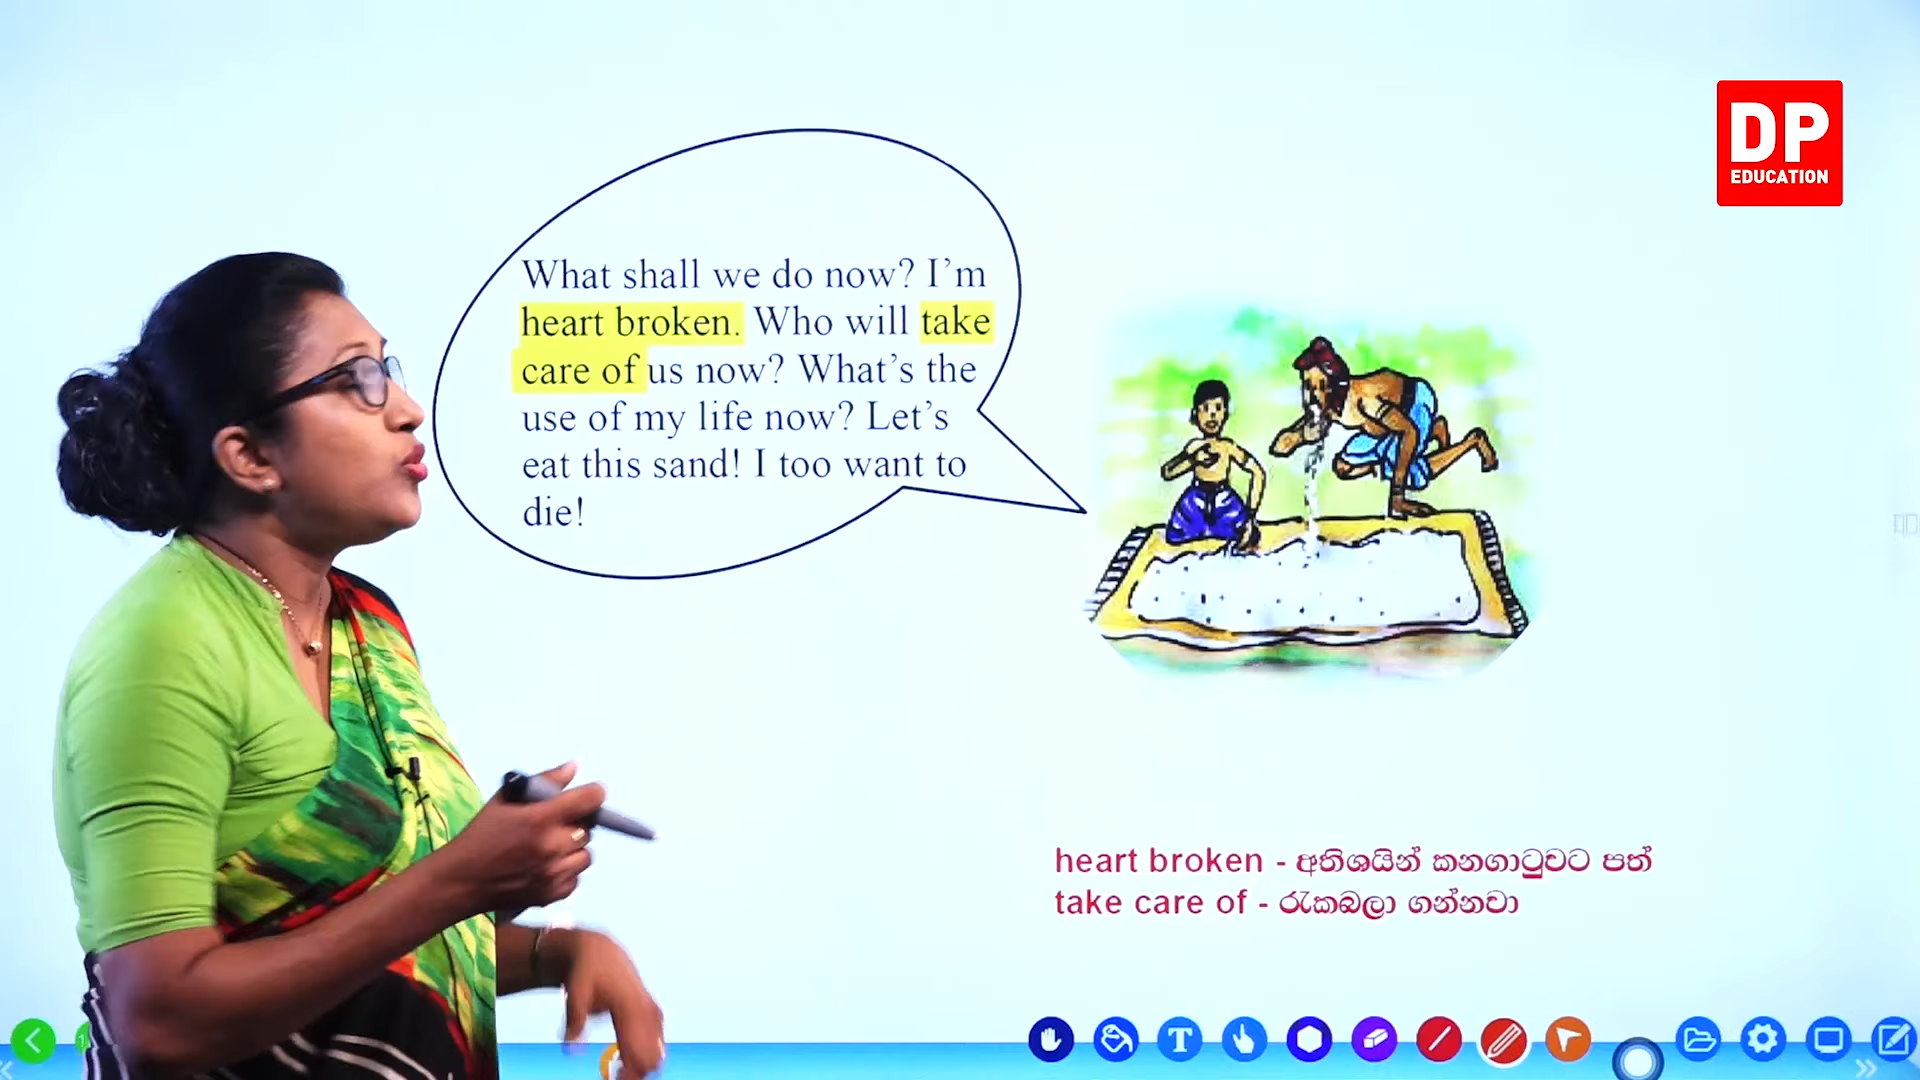 DP
EDUCATION
What shall we do now? I’m
heart broken. Who will take
care of us now? What’s the
use of my life now? Let’s
eat this sand! I too want to
die!
heart broken - අතිශයින් කනගාටුවට පත්
take care of - රැකබලා ගන්නවා
T